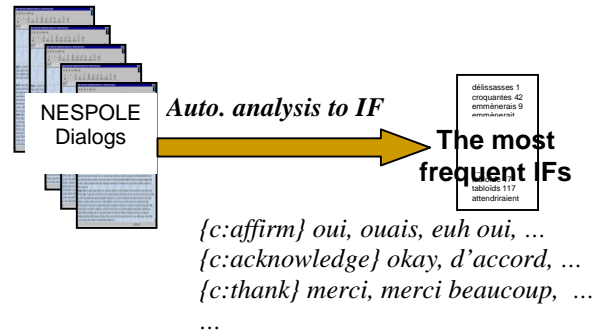 NESPOLE
Dialogs
Auto. analysis to IF
délissasses 1
croquantes 42
emmènerais 9
emmènerait
The most
frequent IFs
tabloïds 117
attendriraient
{c:affirm} oui, ouais, euh oui, …
{c:acknowledge} okay, d’accord, …
{c:thank} merci, merci beaucoup, …
…